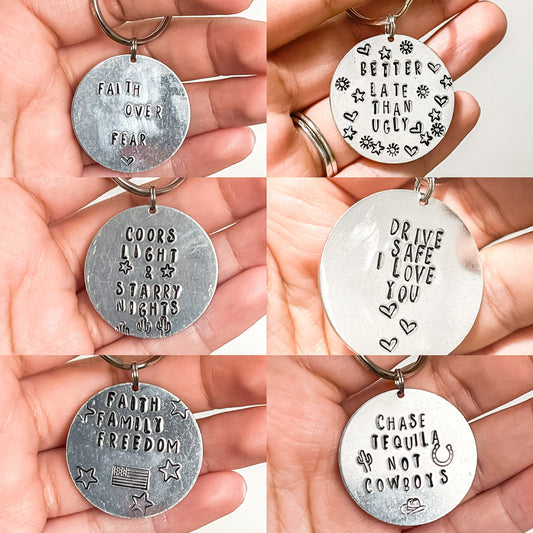 FAITH
OVER
FEAR
BETTER
LATE
THAN
UGLY
COORS
LIGHT
&
STARRY
NIGHTS
DRIVE
SAFE
I LOVE
YOU
FAITH
FAMILY
FREEDOM
CHASE
TEQUILA
NOT
COWBOYS